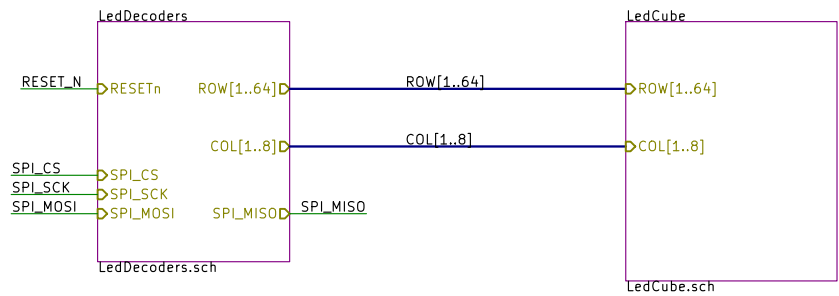 LedDecoders
LedCube
RESET_N
RESETn
ROW[1..64]
ROW[1..64]
ROW[1..64]
COL[1..8]
COL[1..8]
COL[1..8]
SPI_CS
SPI_CS
SPI_SCK
SPI_SCK
SPI_MOSI
SPI_MOSI
SPI_MISO
SPI_MISO
LedDecoders.sch
LedCube.sch